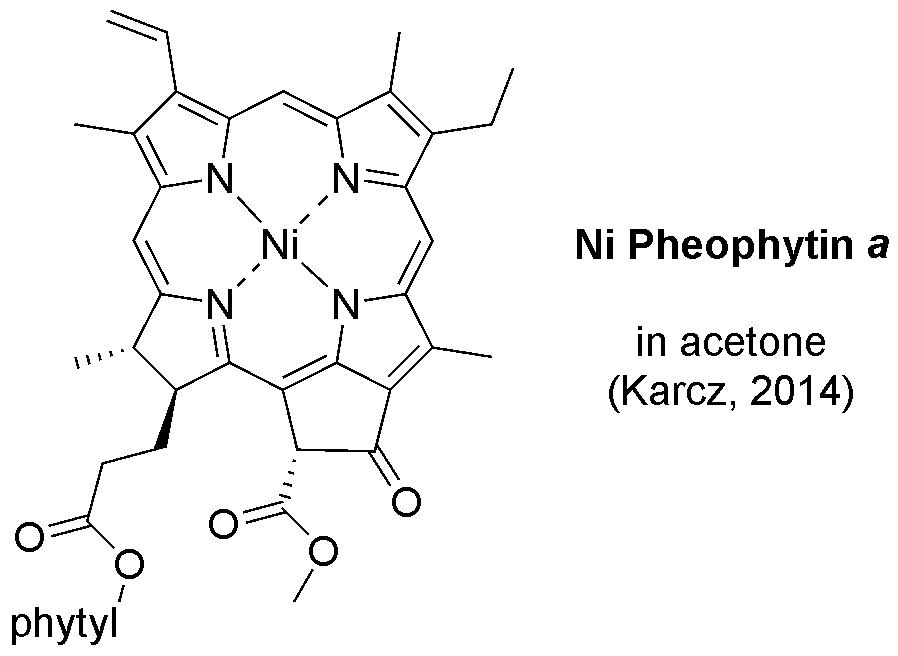 N
N
Ni
N
N
O
O
O
O
O
phytyl
Ni Pheophytin a
in acetone
(Karcz, 2014)